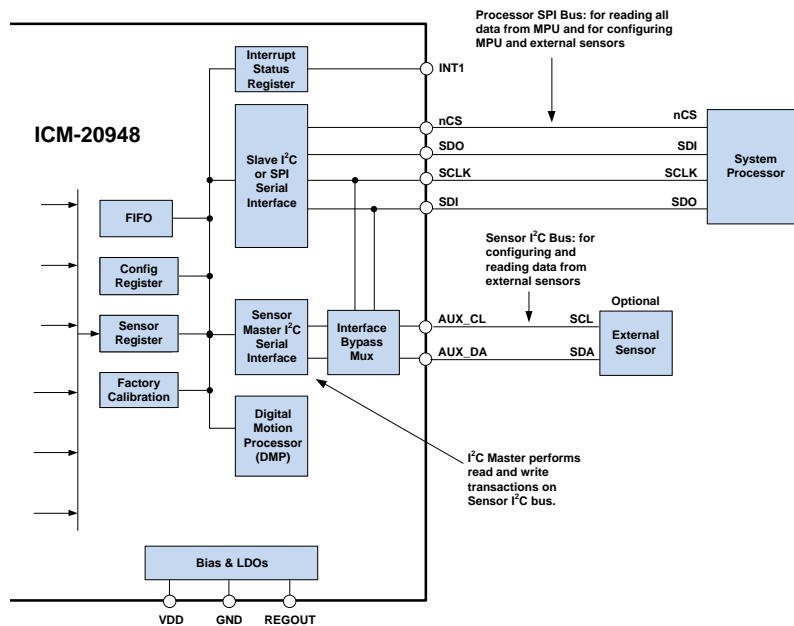 Processor SPI Bus: for reading all
data from MPU and for configuring
MPU and external sensors
Interrupt
Status
Register
INT1
ICM-20948
Slave I²C
or SPI
Serial
Interface
nCS
nCS
SDO
SDI
SCLK
SCLK
SDI
SDO
System
Processor
FIFO
Config
Register
Sensor
Register
Factory
Calibration
Sensor I²C Bus: for
configuring and
reading data from
external sensors
Sensor
Master I²C
Serial
Interface
Interface
Bypass
Mux
AUX_CL
SCL
AUX_DA
SDA
Optional
External
Sensor
Digital
Motion
Processor
(DMP)
I²C Master performs
read and write
transactions on
Sensor I²C bus.
Bias & LDOs
VDD
GND
REGOUT